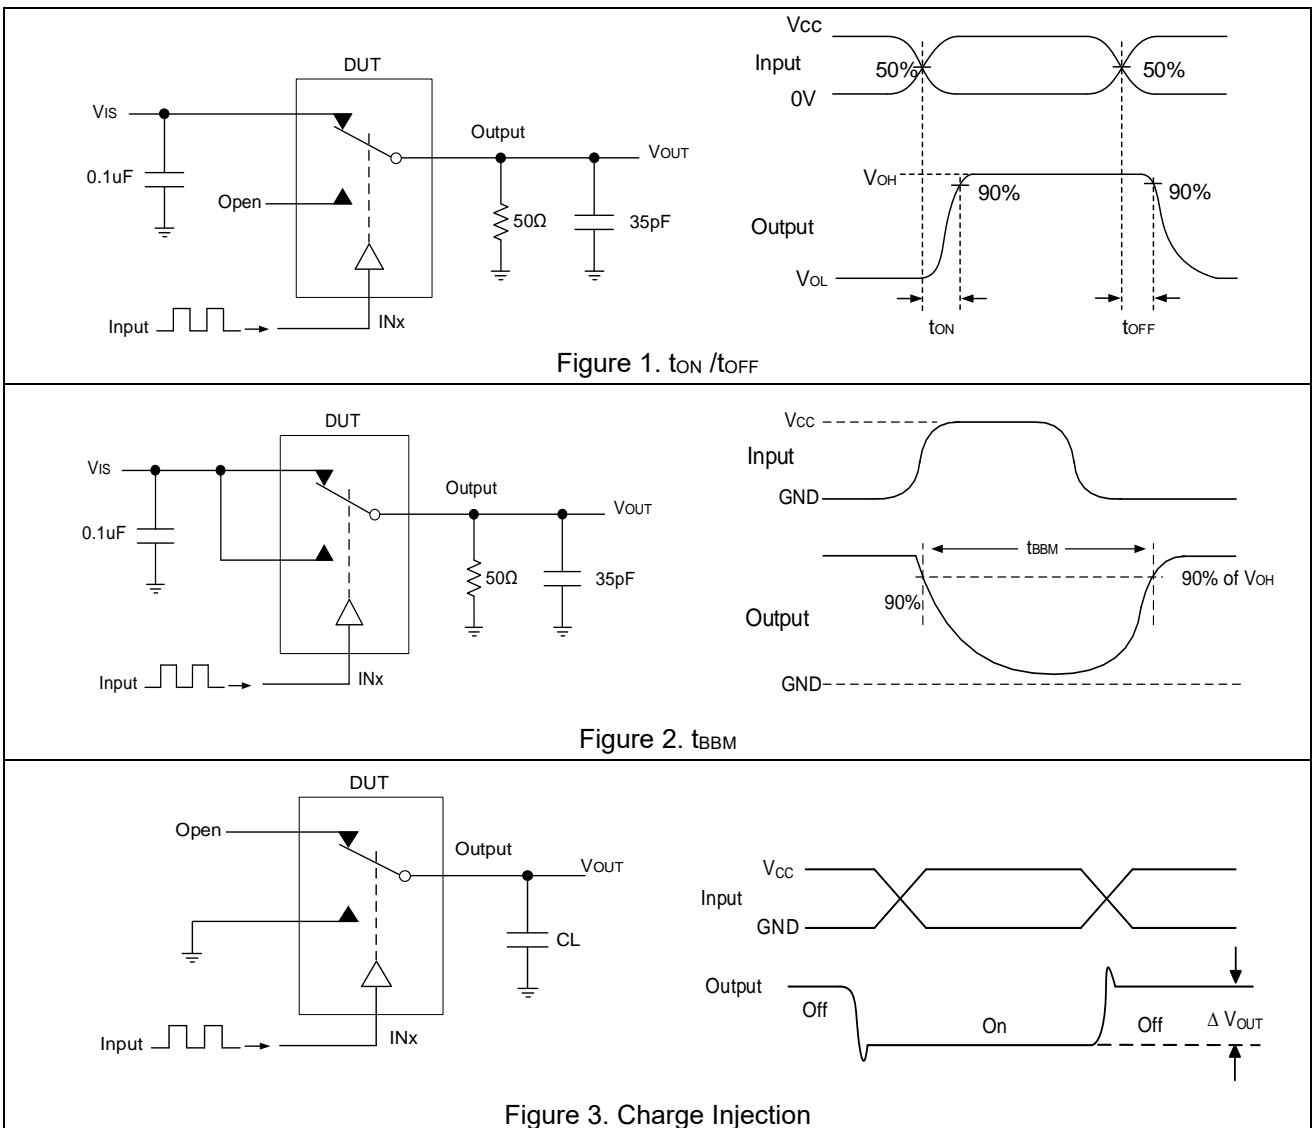 DUT
VIS
0.1uF
Open
Output
VOUT
50Ω
35pF
Input
INx
Vcc
Input
0V
50%
50%
VOH
90%
90%
Output
VOL
tON
tOFF
Figure 1. tON /tOFF
DUT
VIS
0.1uF
Output
VOUT
50Ω
35pF
Input
INx
VCC
Input
GND
tBBM
90%
90% of VOH
Output
GND
Figure 2. tBBM
DUT
Open
Output
VOUT
CL
Input
INx
VCC
Input
GND
Output
Off
On
Off
Δ VOUT
Figure 3. Charge Injection